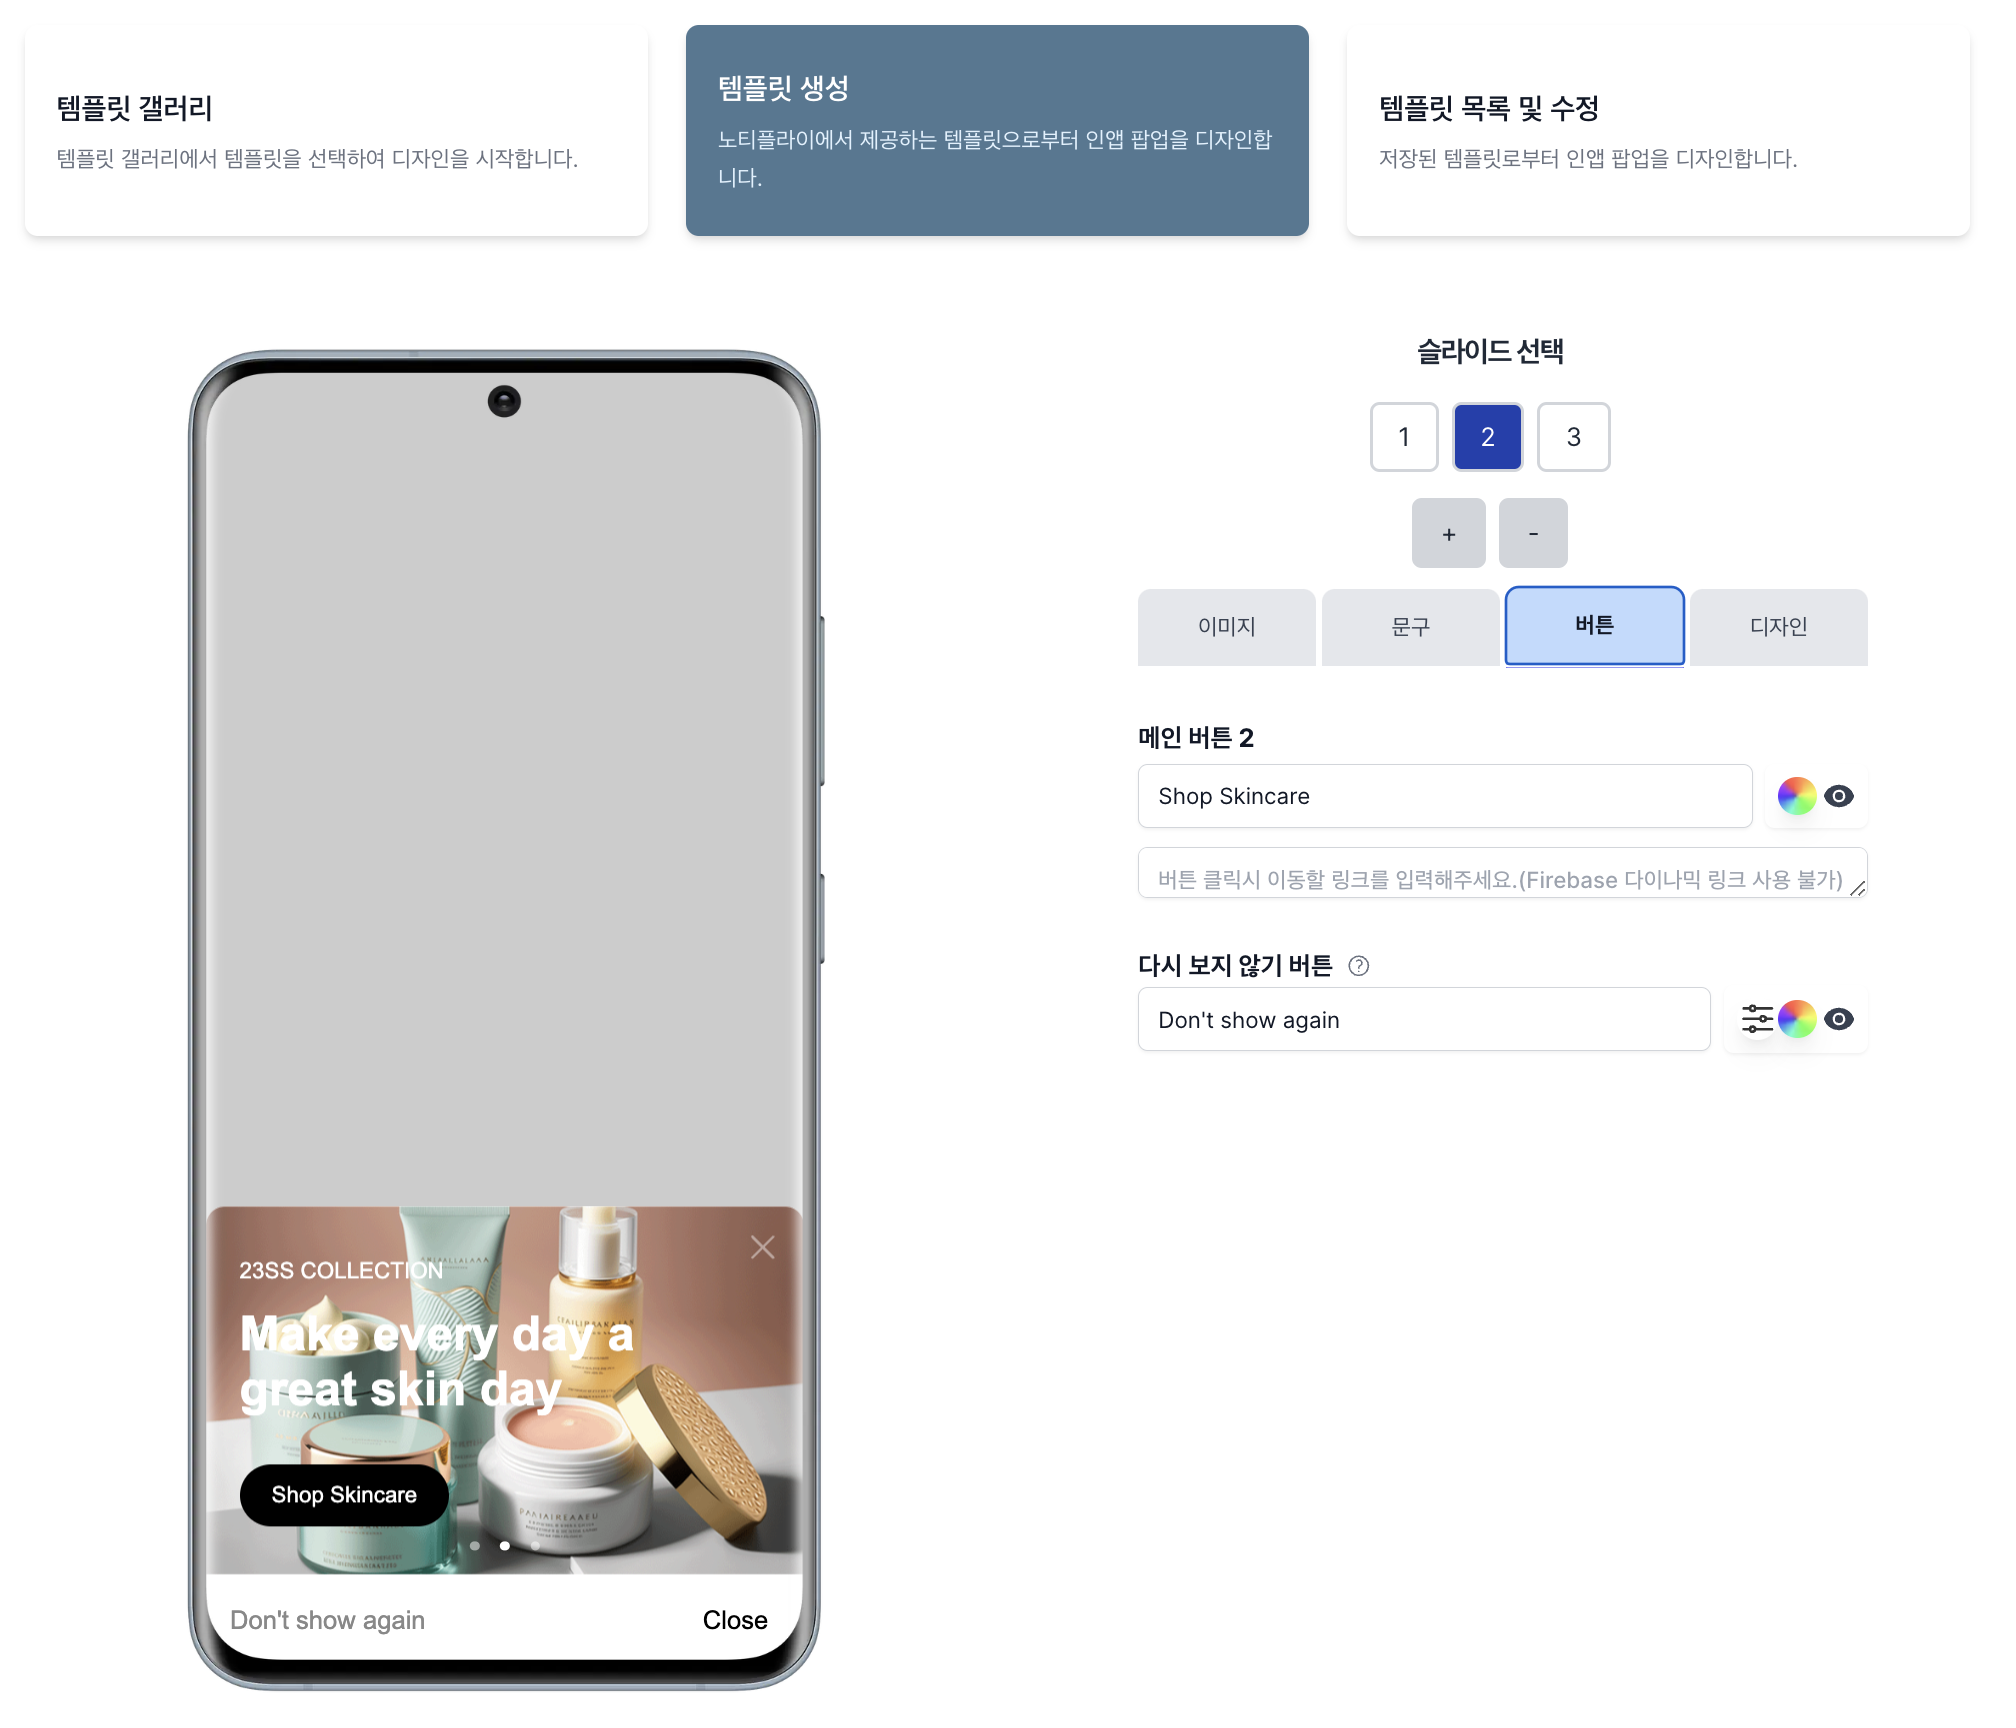 템플릿 갤러리
템플릿 갤러리에서 템플릿을 선택하여 디자인을 시작합니다.
템플릿 생성
노티플라이에서 제공하는 템플릿으로부터 인앱 팝업을 디자인합
니다.
템플릿 목록 및 수정
저장된 템플릿로부터 인앱 팝업을 디자인합니다.
슬라이드 선택
1 2 3
+ -
이미지 문구 버튼 디자인
메인 버튼 2
Shop Skincare
버튼 클릭시 이동할 링크를 입력해주세요.(Firebase 다이나믹 링크 사용 불가)
다시 보지 않기 버튼 ?
Don't show again
23SS COLLECTION
Make every day a
great skin day
Shop Skincare
Don't show again Close